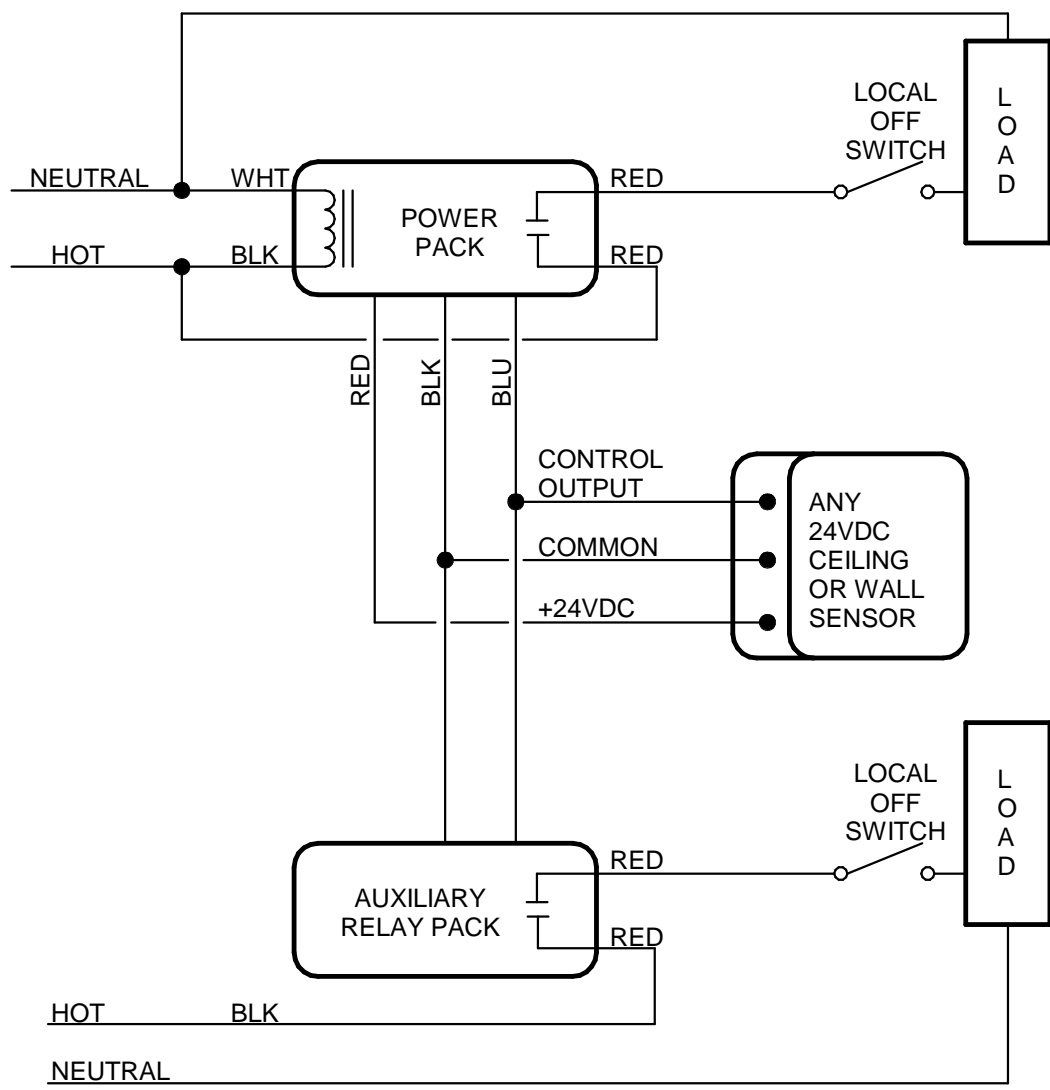 LOCAL
OFF
SWITCH
L
O
A
D
NEUTRAL
WHT
RED
POWER
PACK
HOT
BLK
RED
RED
BLK
BLU
CONTROL
OUTPUT
COMMON
+24VDC
ANY
24VDC
CEILING
OR WALL
SENSOR
LOCAL
OFF
SWITCH
L
O
A
D
RED
AUXILIARY
RELAY PACK
RED
HOT
BLK
NEUTRAL